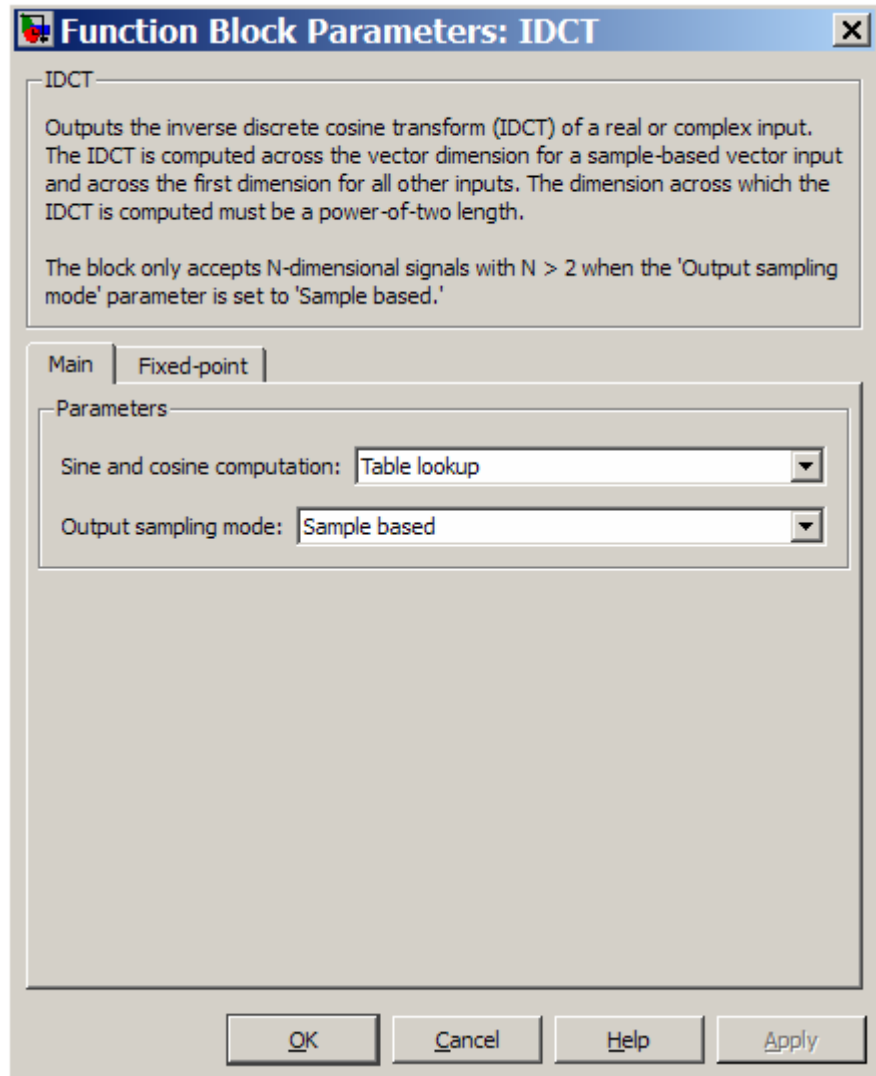 Function Block Parameters: IDCT
IDCT
Outputs the inverse discrete cosine transform (IDCT) of a real or complex input.
The IDCT is computed across the vector dimension for a sample-based vector input
and across the first dimension for all other inputs. The dimension across which the
IDCT is computed must be a power-of-two length.
The block only accepts N-dimensional signals with N > 2 when the 'Output sampling
mode' parameter is set to 'Sample based.'
Main Fixed-point
Parameters
Sine and cosine computation: Table lookup
Output sampling mode: Sample based
OK Cancel Help Apply